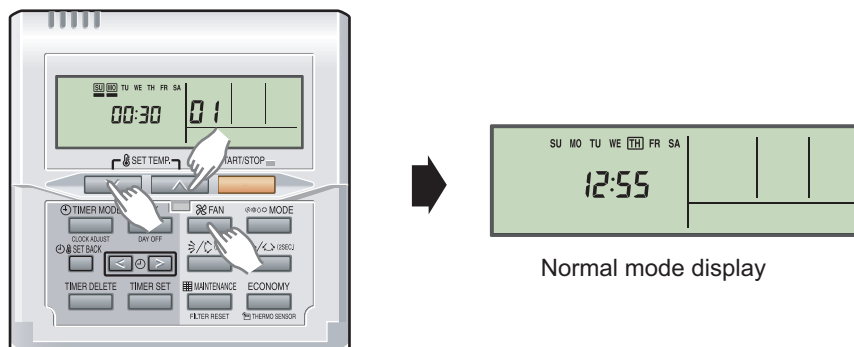 SU MO TU WE TH FR SA
00:30 01
SET TEMP. START/STOP
TIMER MODE FAN MODE
CLOCK ADJUST DAY OFF
SET BACK (2SEC.)
TIMER DELETE TIMER SET MAINTENANCE ECONOMY
FILTER RESET THERMO SENSOR
SU MO TU WE TH FR SA
12:55
Normal mode display